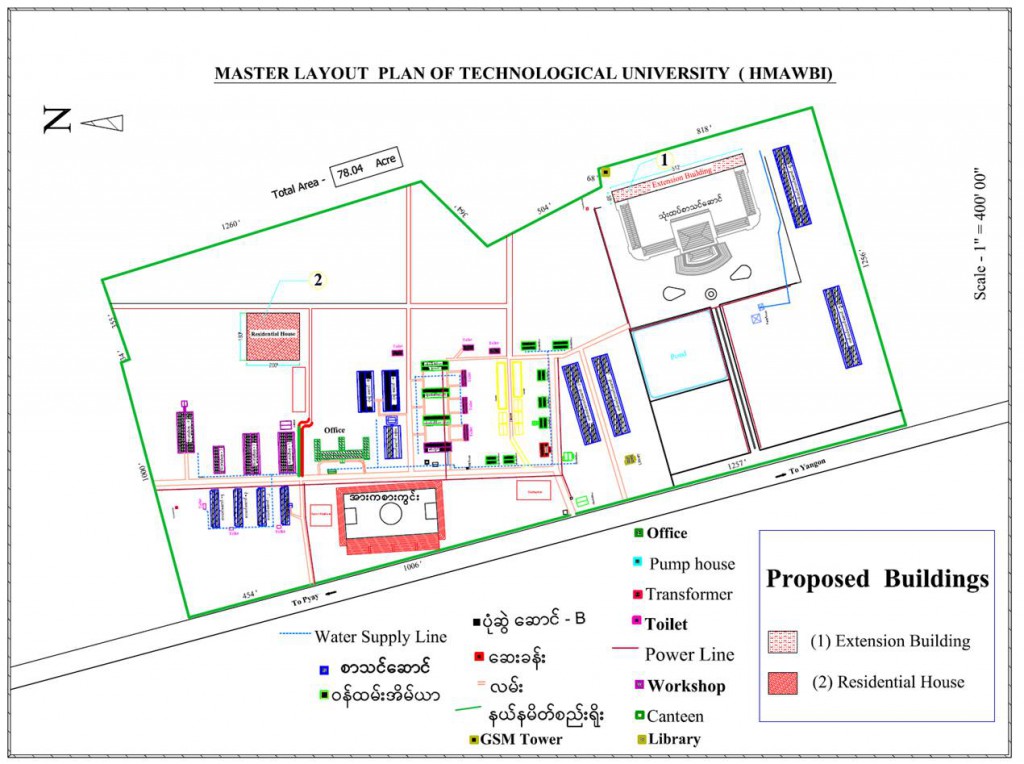 MASTER LAYOUT PLAN OF TECHNOLOGICAL UNIVERSITY ( HMAWBI)
N
Total Area - 78.04 Acre
818'
1
68'
Extension Building
သုံးထပ်စာသင်ဆောင်
504'
364'
1260'
1256'
Scale - 1" = 400' 00"
2
Residential House
Pond
Office
1000'
အားကစားကွင်း
1257'
To Yangon
1006'
454'
To Pyay
Water Supply Line
စာသင်ဆောင်
ဝန်ထမ်းအိမ်ယာ
ပုံဆွဲ ဆောင် - B
ဆေးခန်း
လမ်း
နယ်နမိတ်စည်းရိုး
GSM Tower
Office
Pump house
Transformer
Toilet
Power Line
Workshop
Canteen
Library
Proposed Buildings
(1) Extension Building
(2) Residential House